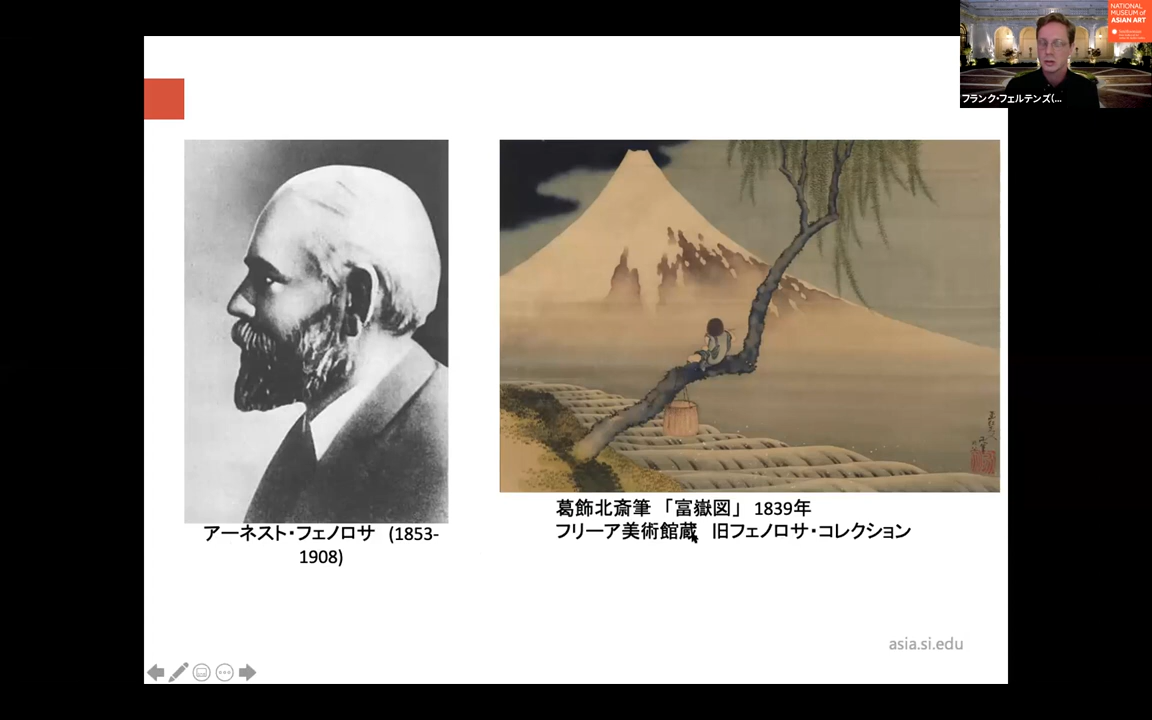 NATIONAL
MUSEUM of
ASIAN ART
Smithsonian
フランク・フェルテンズ(...
アーネスト・フェノロサ (1853-
1908)
葛飾北斎筆 「富嶽図」 1839年
フリーア美術館蔵 旧フェノロサ・コレクション
asia.si.edu